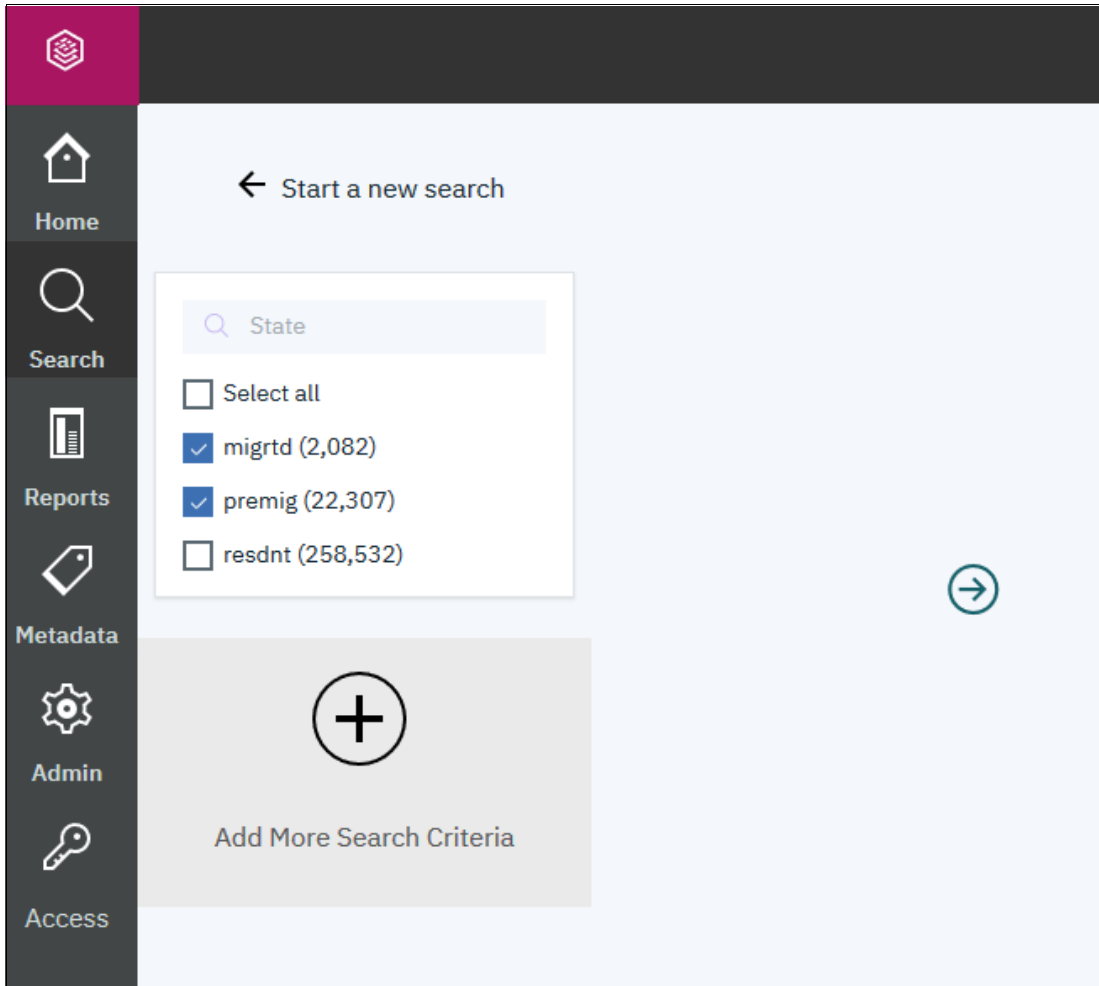 Home
Search
Reports
Metadata
Admin
Access
Start a new search
State
Select all
migrtd (2,082)
premig (22,307)
resdnt (258,532)
Add More Search Criteria